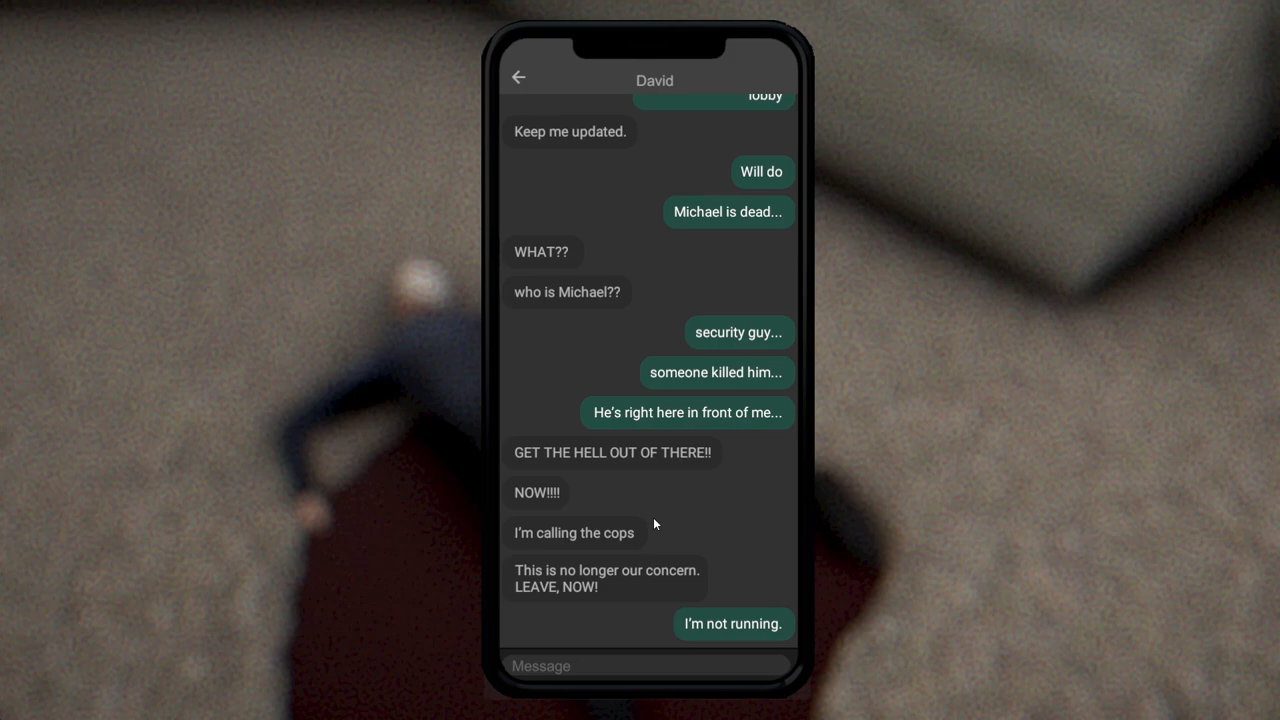 David
lobby
Keep me updated.
Will do
Michael is dead...
WHAT??
who is Michael??
security guy...
someone killed him...
He's right here in front of me...
GET THE HELL OUT OF THERE!!
NOW!!!!
I'm calling the cops
This is no longer our concern.
LEAVE, NOW!
I'm not running.
Message